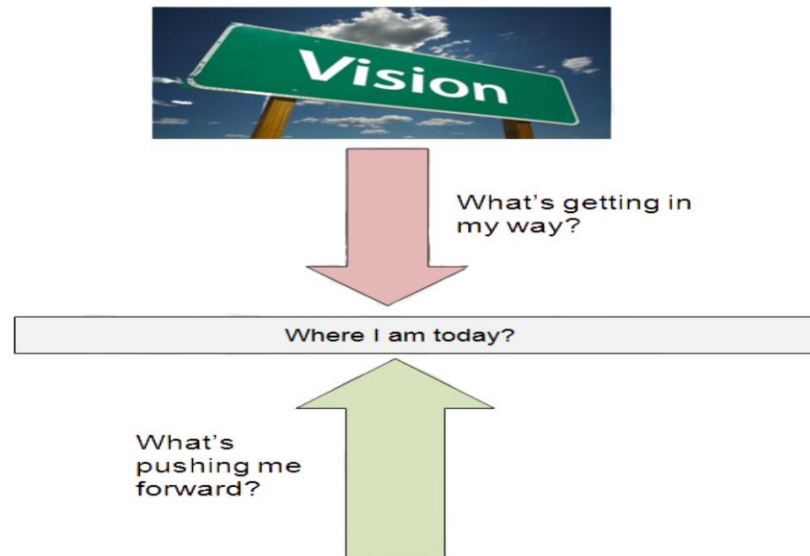 Vision
What's getting in
my way?
Where I am today?
What's
pushing me
forward?